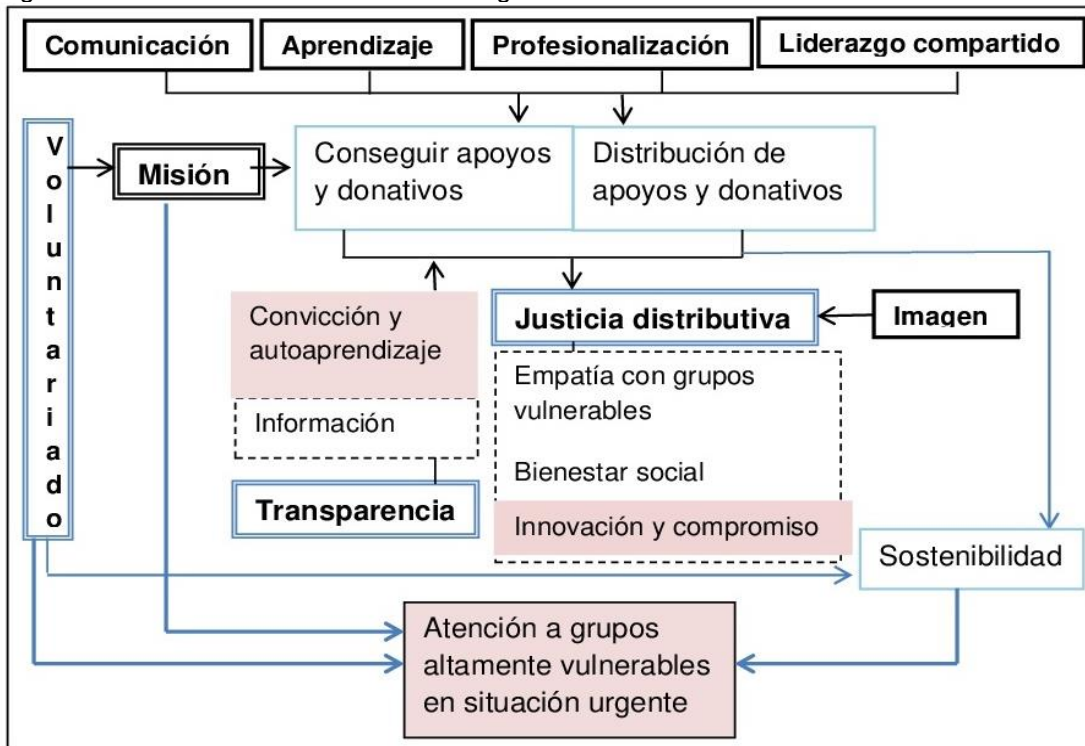 Comunicación
Aprendizaje
Profesionalización
Liderazgo compartido
Voluntariado
Misión
Conseguir apoyos
y donativos
Distribución de
apoyos y donativos
Convicción y
autoaprendizaje
Información
Transparencia
Justicia distributiva
Imagen
Empatía con grupos
vulnerables
Bienestar social
Innovación y compromiso
Sostenibilidad
Atención a grupos
altamente vulnerables
en situación urgente